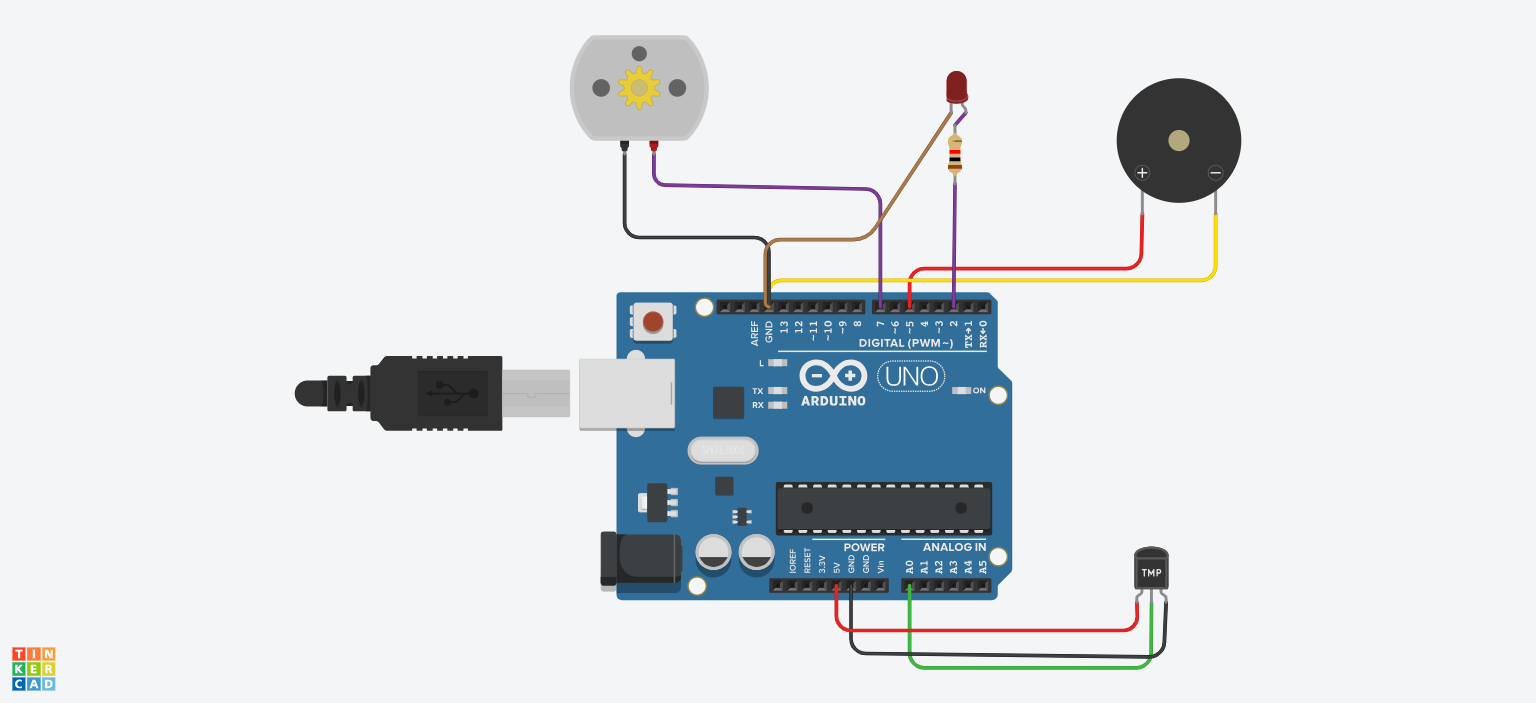 + −
AREF
GND
13
12
~11
~10
~9
8
7
~6
~5
4
~3
2
TX→1
RX←0
DIGITAL (PWM~)
L
TX
RX
UNO
ARDUINO
ON
POWER
ANALOG IN
IOREF
RESET
3.3V
5V
GND
GND
Vin
A0
A1
A2
A3
A4
A5
TMP
TIN
KER
CAD